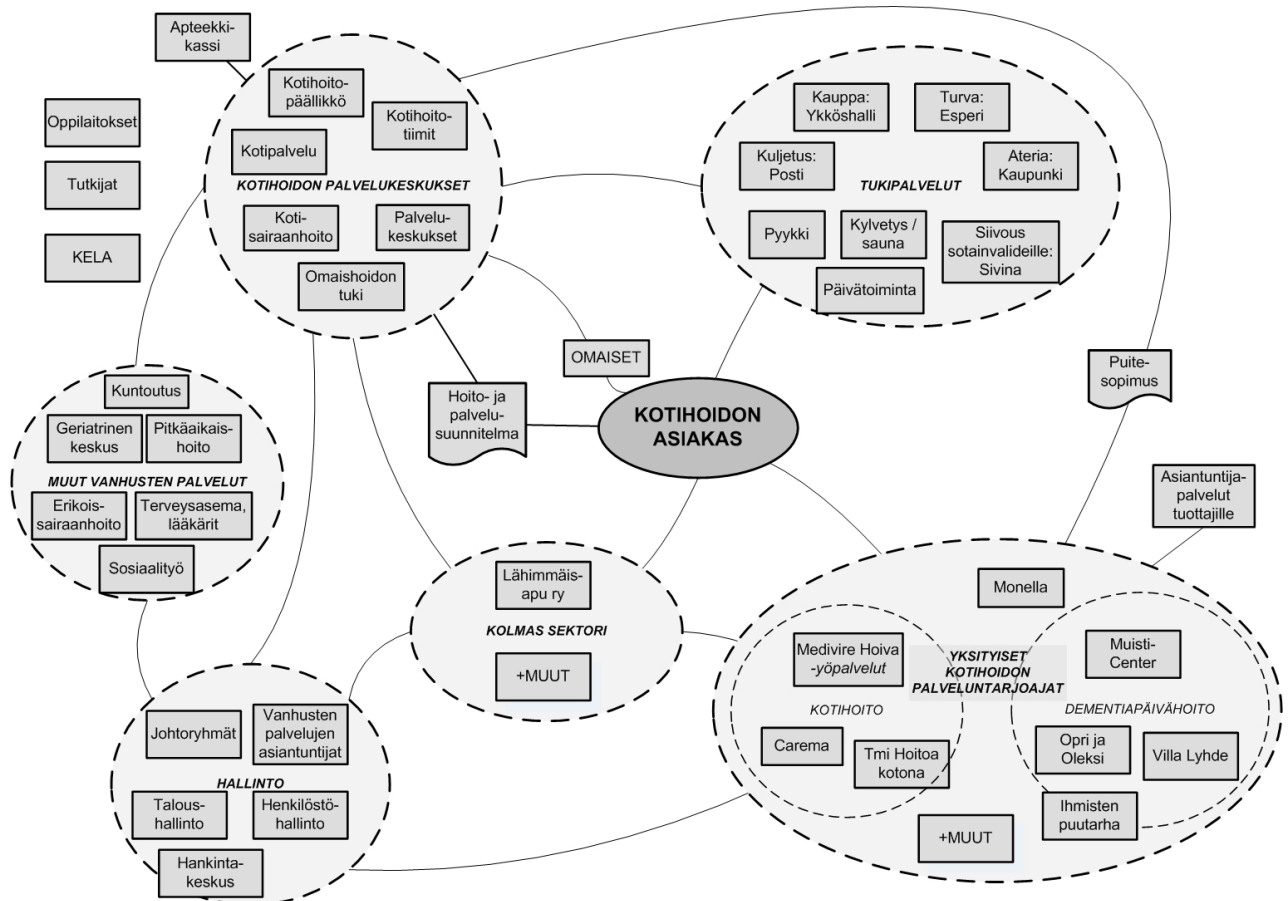 Apteekki-
kassi
Oppilaitokset
Tutkijat
KELA
Kotihoito-
päällikkö
Kotihoito-
tiimit
Kotipalvelu
KOTIHOIDON PALVELUKESKUKSET
Koti-
sairaanhoito
Palvelu-
keskukset
Omaishoidon
tuki
Kauppa:
Ykköshalli
Turva:
Esperi
Kuljetus:
Posti
Ateria:
Kaupunki
TUKIPALVELUT
Pyykki
Kylvetys /
sauna
Siivous
sotainvalideille:
Sivina
Päivätoiminta
OMAISET
Hoito- ja
palvelu-
suunnitelma
KOTIHOIDON
ASIAKAS
Puite-
sopimus
Asiantuntija-
palvelut
tuottajille
Kuntoutus
Geriatrinen
keskus
Pitkäaikais-
hoito
MUUT VANHUSTEN PALVELUT
Erikois-
sairaanhoito
Terveysasema,
lääkärit
Sosiaalityö
Lähimmäis-
apu ry
KOLMAS SEKTORI
+MUUT
Johtoryhmät
Vanhusten
palvelujen
asiantuntijat
HALLINTO
Talous-
hallinto
Henkilöstö-
hallinto
Hankinta-
keskus
Monella
Medivire Hoiva
-yöpalvelut
YKSITYISET
KOTIHOIDON
PALVELUNTARJOAJAT
Muisti-
Center
KOTIHOITO
DEMENTIAPÄIVÄHOITO
Carema
Tmi Hoitoa
kotona
Opri ja
Oleksi
Villa Lyhde
Ihmisten
puutarha
+MUUT